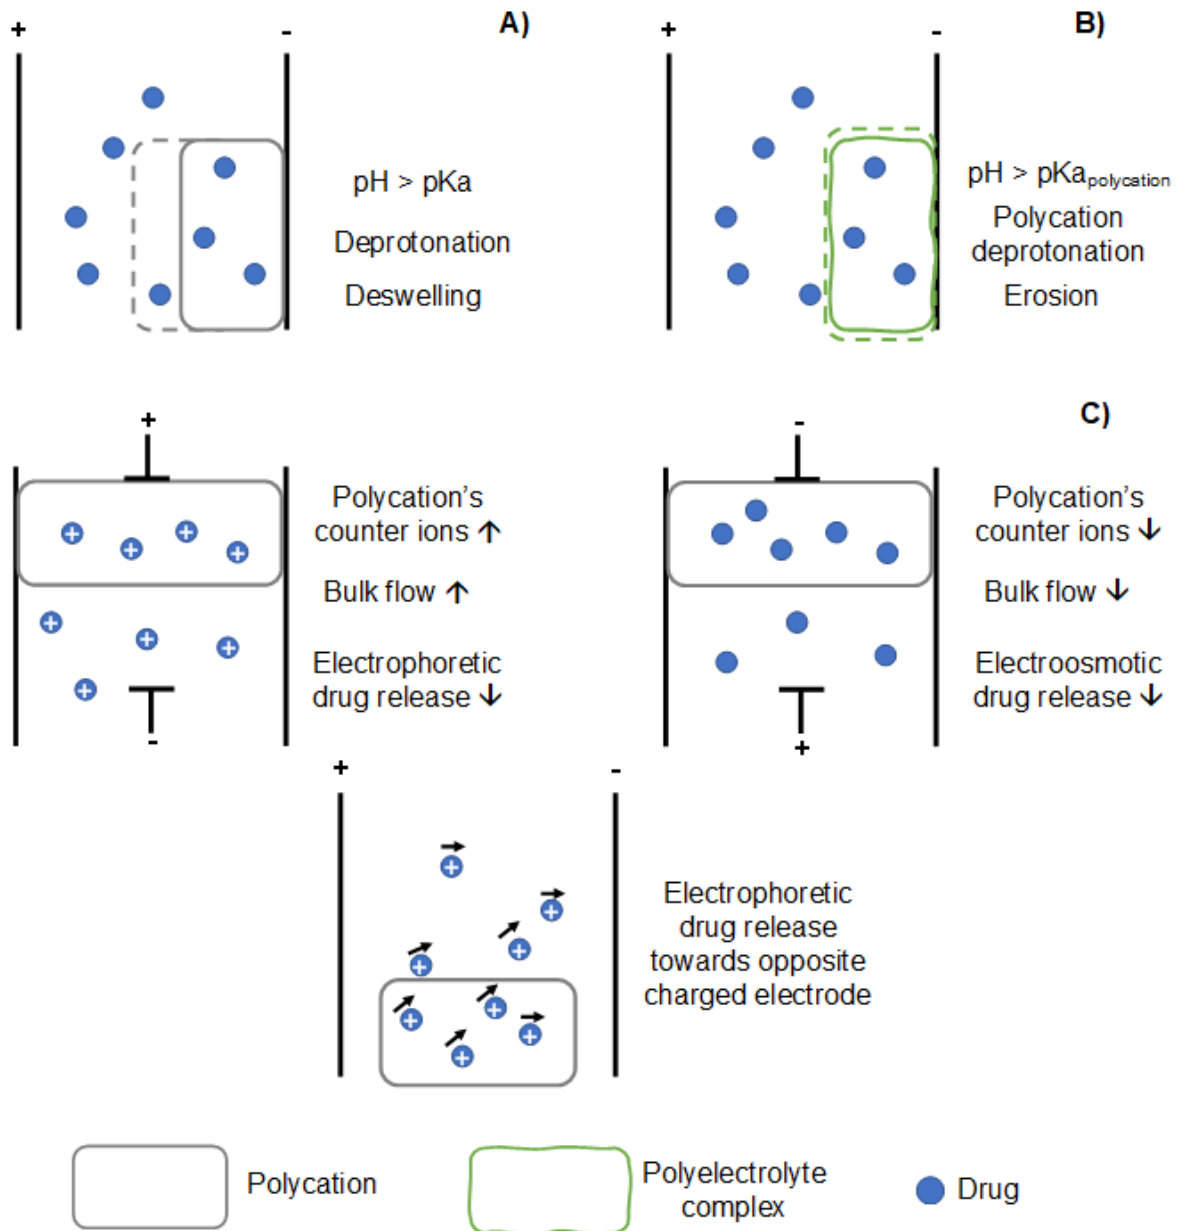 A)
+
-
pH > pKa
Deprotonation
Deswelling
B)
+
-
pH > pKapolycation
Polycation
deprotonation
Erosion
+
+ + + +
+ + +
+
-
Polycation's
counter ions ↑
Bulk flow ↑
Electrophoretic
drug release ↓
C)
-
+
Polycation's
counter ions ↓
Bulk flow ↓
Electroosmotic
drug release ↓
+
-
+
+
+
+
+
+
+
+
Electrophoretic
drug release
towards opposite
charged electrode
Polycation
Polyelectrolyte
complex
Drug